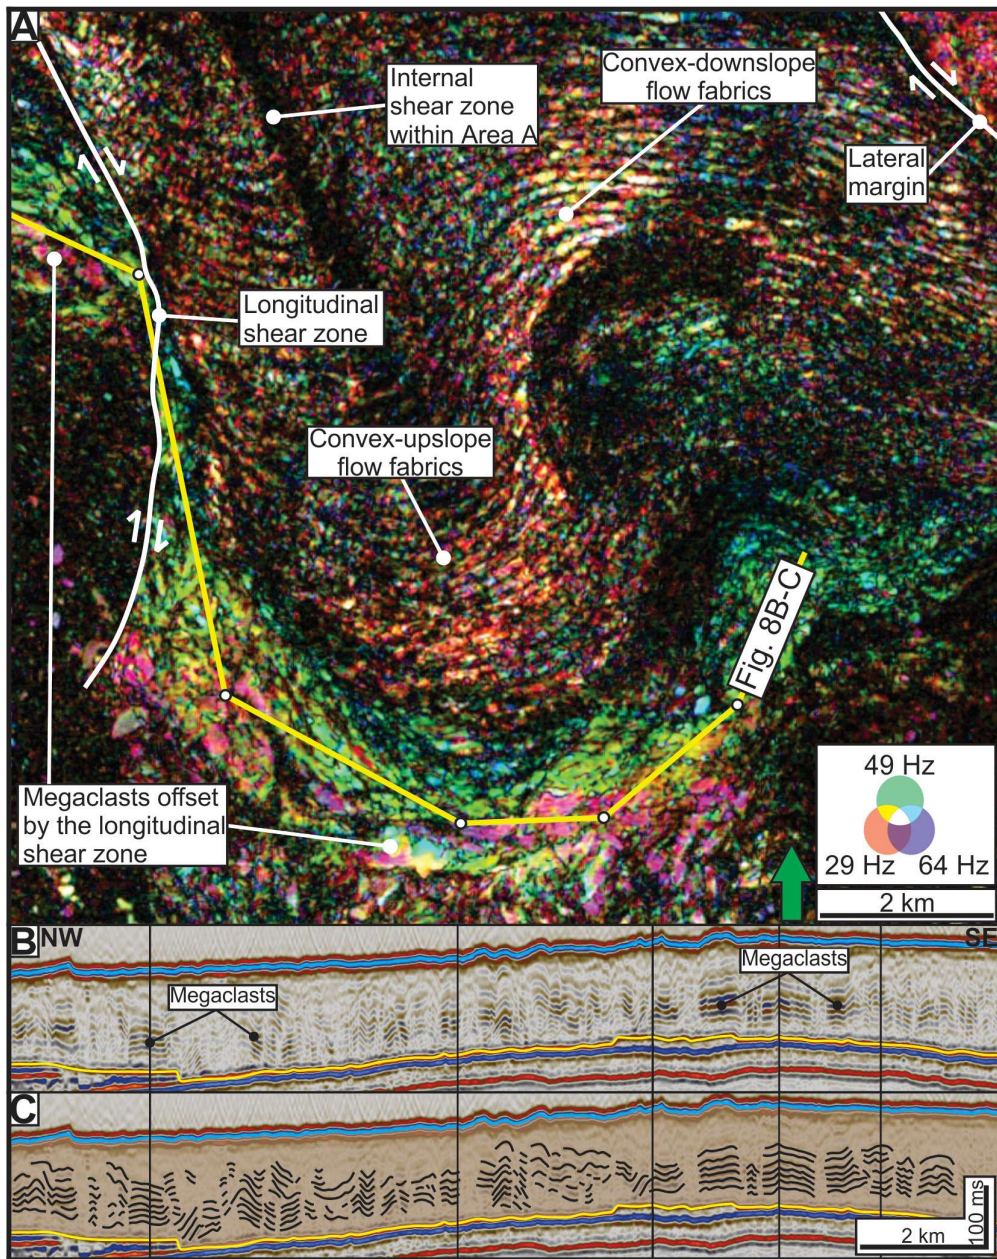 A
Internal
shear zone
within Area A
Convex-downslope
flow fabrics
Lateral
margin
Longitudinal
shear zone
Convex-upslope
flow fabrics
Fig. 8B-C
Megaclasts offset
by the longitudinal
shear zone
49 Hz
29 Hz
64 Hz
2 km
B
NW
SE
Megaclasts
Megaclasts
C
100 ms
2 km